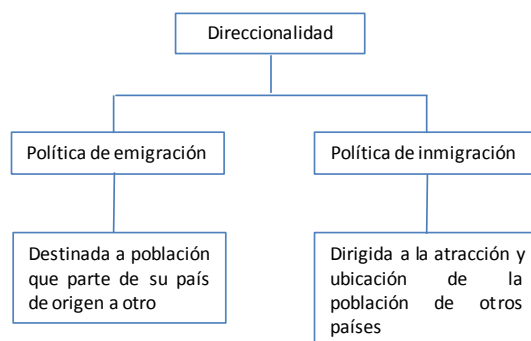 Direccionalidad
Política de emigración
Política de inmigración
Destinada a población
que parte de su país
de origen a otro
Dirigida a la atracción y
ubicación de la
población de otros
países